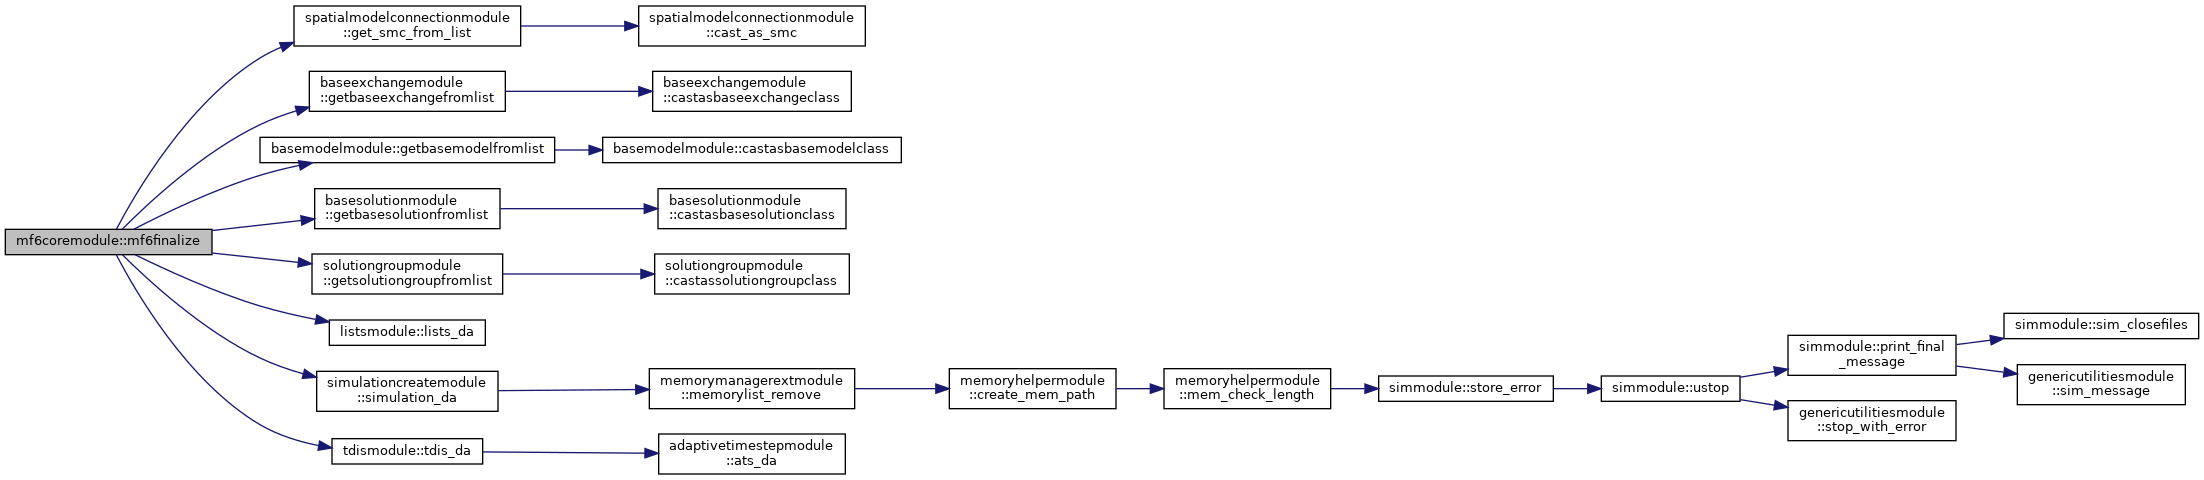 mf6coremodule::mf6finalize
spatialmodelconnectionmodule
::get_smc_from_list
spatialmodelconnectionmodule
::cast_as_smc
baseexchangemodule
::getbaseexchangefromlist
baseexchangemodule
::castasbaseexchangeclass
basemodelmodule::getbasemodelfromlist
basemodelmodule::castasbasemodelclass
basesolutionmodule
::getbasesolutionfromlist
basesolutionmodule
::castasbasesolutionclass
solutiongroupmodule
::getsolutiongroupfromlist
solutiongroupmodule
::castassolutiongroupclass
listsmodule::lists_da
simulationcreatemodule
::simulation_da
memorymanagerextmodule
::memorylist_remove
memoryhelpermodule
::create_mem_path
memoryhelpermodule
::mem_check_length
simmodule::store_error
simmodule::ustop
simmodule::print_final
_message
simmodule::sim_closefiles
genericutilitiesmodule
::sim_message
genericutilitiesmodule
::stop_with_error
tdismodule::tdis_da
adaptivetimestepmodule
::ats_da